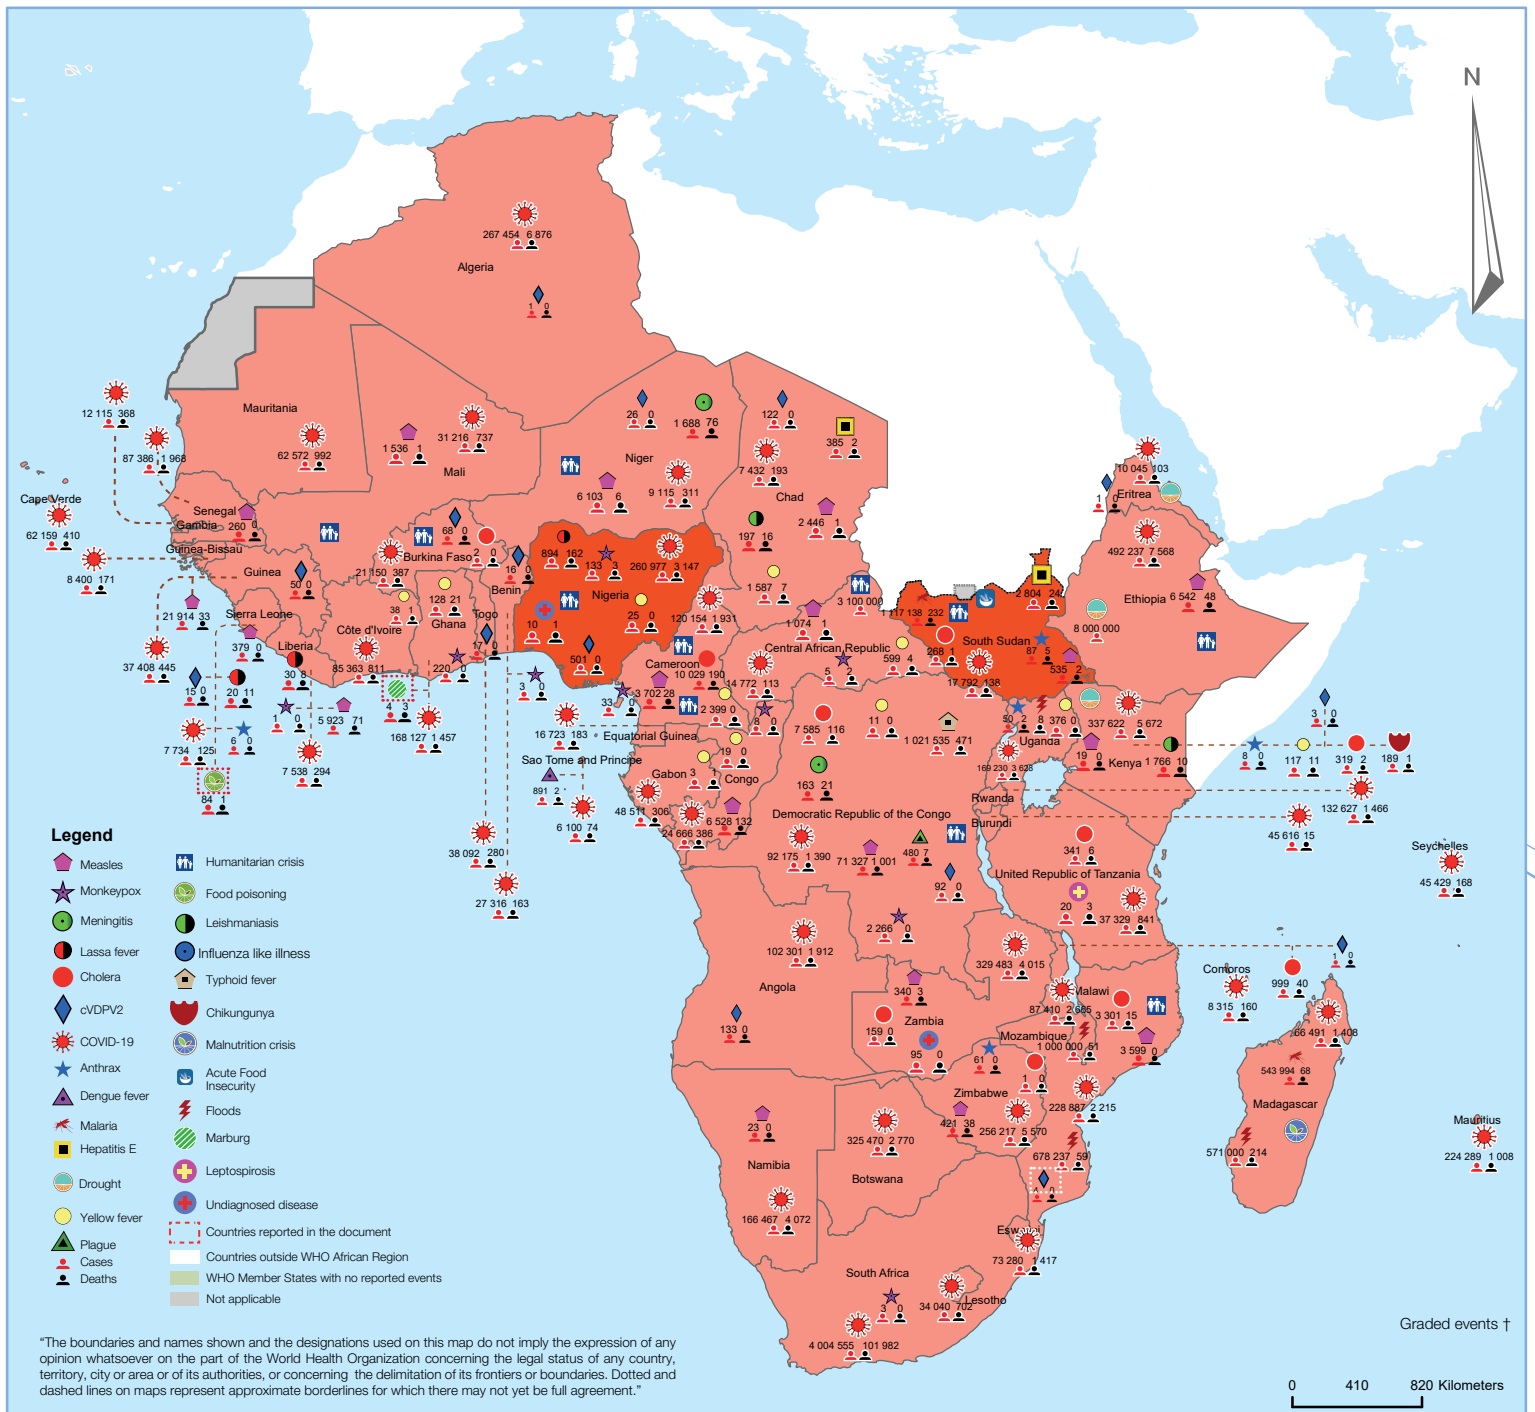 N
267 454 6 876
Algeria
1 0
12 115 368
87 386 1 968
Mauritania
62 572 992
1 536 1
31 216 737
Mali
26 0
1 688 76
Niger
6 103 6
9 115 311
122 0
385 2
7 432 193
Chad
2 446 1
197 16
1 587 7
10 045 103
Eritrea
1 0
492 237 7 568
Ethiopia
6 542 48
8 000 000
Cape Verde
62 159 410
Senegal
260 0
Gambia
Guinea-Bissau
8 400 171
Guinea
50 0
21 914 33
Sierra Leone
379 0
Liberia
30 8
37 408 445
15 0
20 11
1 0
5 923 71
6 0
7 734 125
7 538 294
84 1
68 0
2 0
Burkina Faso
21 150 387
16 0
Benin
38 1
128 21
Ghana
Togo
17 0
Côte d'Ivoire
85 363 811
220 0
4 3
168 127 1 457
894 162
133 3
260 977 3 147
Nigeria
25 0
10 1
501 0
3 0
33 0
120 154 1 931
Cameroon
10 029 190
3 702 28
2 399 0
14 772 113
8 0
1 074 1
3 100 000
Central African Republic
5 2
599 4
1 117 138 232
2 804 24
South Sudan
268 1
87 5
535 2
17 792 138
16 723 183
Equatorial Guinea
Sao Tome and Principe
891 2
6 100 74
Gabon
3 1
48 511 306
19 0
Congo
6 528 132
24 666 386
38 092 280
27 316 163
7 585 116
11 0
1 021 535 471
163 21
Democratic Republic of the Congo
92 175 1 390
71 327 1 001
480 7
92 0
2 266 0
50 2
8
376 0
Uganda
169 230 3 628
337 622 5 672
19 0
Kenya
1 766 10
3 0
8 0
117 11
319 2
189 1
Rwanda
132 627 1 466
Burundi
45 616 15
341 6
United Republic of Tanzania
20 3
37 329 841
Seychelles
45 429 168
102 301 1 912
Angola
133 0
329 483 4 015
340 3
159 0
Zambia
95 0
Malawi
87 410 2 665
3 301 15
Mozambique
1 000 000 51
3 599 0
999 40
1 0
Comoros
8 315 160
66 491 1 408
543 994 68
Madagascar
571 000 214
Mauritius
224 289 1 008
61 0
1 0
Zimbabwe
421 38
256 217 5 570
228 887 2 215
678 237 59
23 0
Namibia
166 467 4 072
325 470 2 770
Botswana
73 280 1 417
South Africa
3 0
34 040 702
Lesotho
4 004 555 101 982
Legend
Measles
Monkeypox
Meningitis
Lassa fever
Cholera
cVDPV2
COVID-19
Anthrax
Dengue fever
Malaria
Hepatitis E
Drought
Yellow fever
Plague
Cases
Deaths
Humanitarian crisis
Food poisoning
Leishmaniasis
Influenza like illness
Typhoid fever
Chikungunya
Malnutrition crisis
Acute Food
Insecurity
Floods
Marburg
Leptospirosis
Undiagnosed disease
Countries reported in the document
Countries outside WHO African Region
WHO Member States with no reported events
Not applicable
"The boundaries and names shown and the designations used on this map do not imply the expression of any
opinion whatsoever on the part of the World Health Organization concerning the legal status of any country,
territory, city or area or of its authorities, or concerning the delimitation of its frontiers or boundaries. Dotted and
dashed lines on maps represent approximate borderlines for which there may not yet be full agreement."
Graded events †
0 410 820 Kilometers